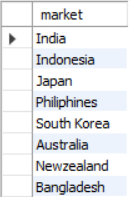 market
India
Indonesia
Japan
Philiphines
South Korea
Australia
Newzealand
Bangladesh